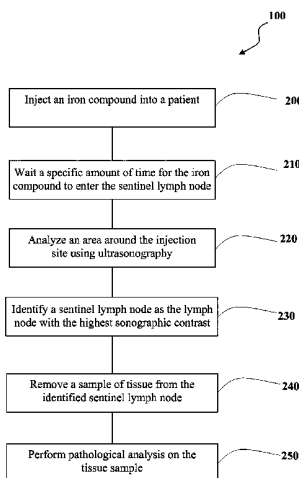 100
Inject an iron compound into a patient
200
Wait a specific amount of time for the iron
compound to enter the sentinel lymph node
210
Analyze an area around the injection
site using ultrasonography
220
Identify a sentinel lymph node as the lymph
node with the highest sonographic contrast
230
Remove a sample of tissue from the
identified sentinel lymph node
240
Perform pathological analysis on the
tissue sample
250